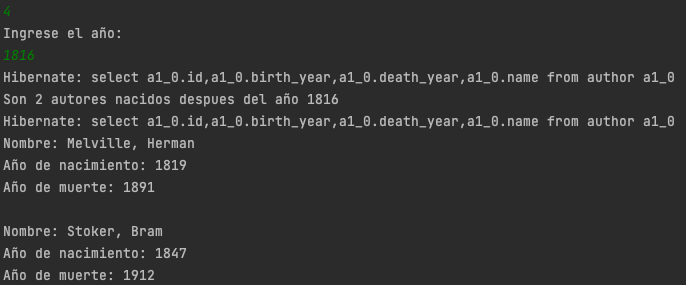 4
Ingrese el año:
1816
Hibernate: select a1_0.id,a1_0.birth_year,a1_0.death_year,a1_0.name from author a1_0
Son 2 autores nacidos despues del año 1816
Hibernate: select a1_0.id,a1_0.birth_year,a1_0.death_year,a1_0.name from author a1_0
Nombre: Melville, Herman
Año de nacimiento: 1819
Año de muerte: 1891
Nombre: Stoker, Bram
Año de nacimiento: 1847
Año de muerte: 1912